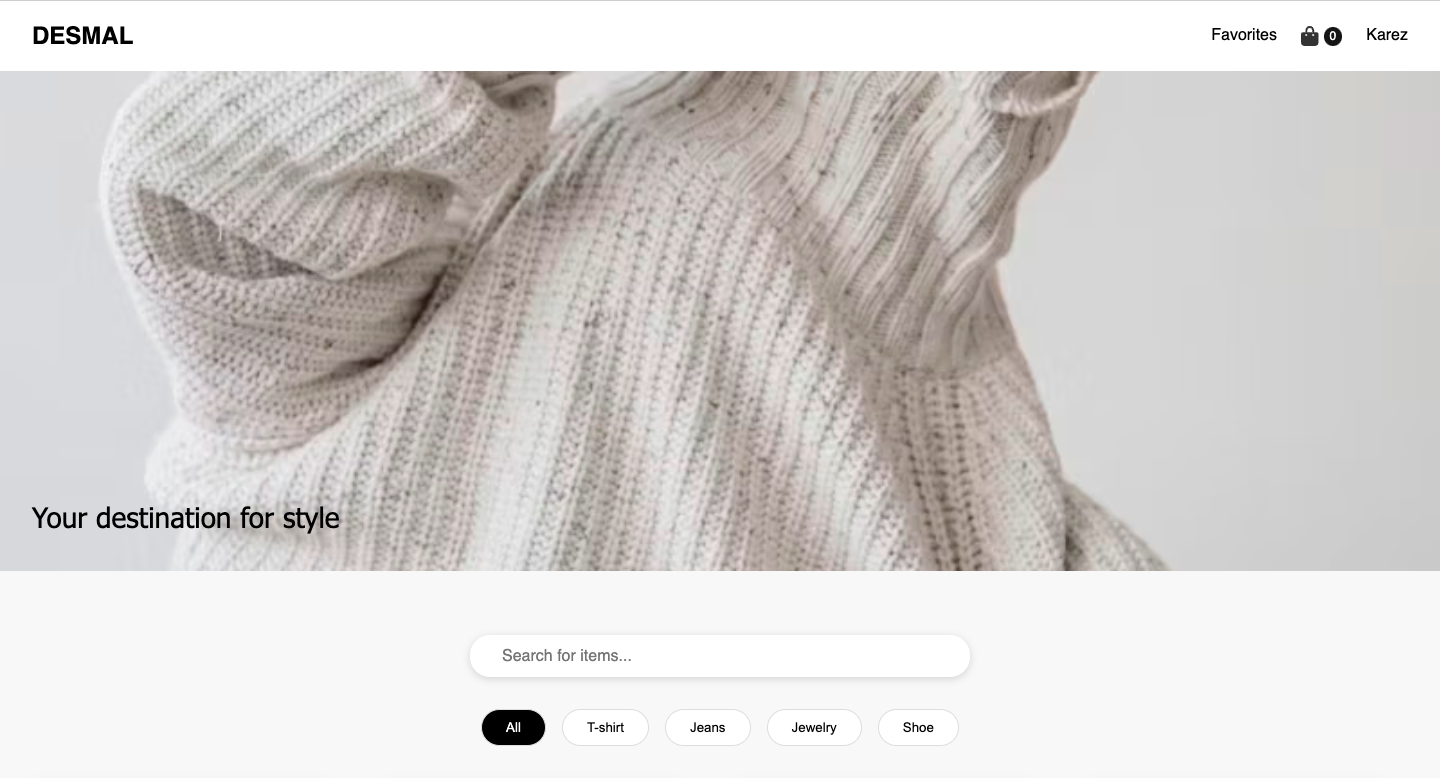 DESMAL
Favorites 0 Karez
Your destination for style
Search for items...
All T-shirt Jeans Jewelry Shoe